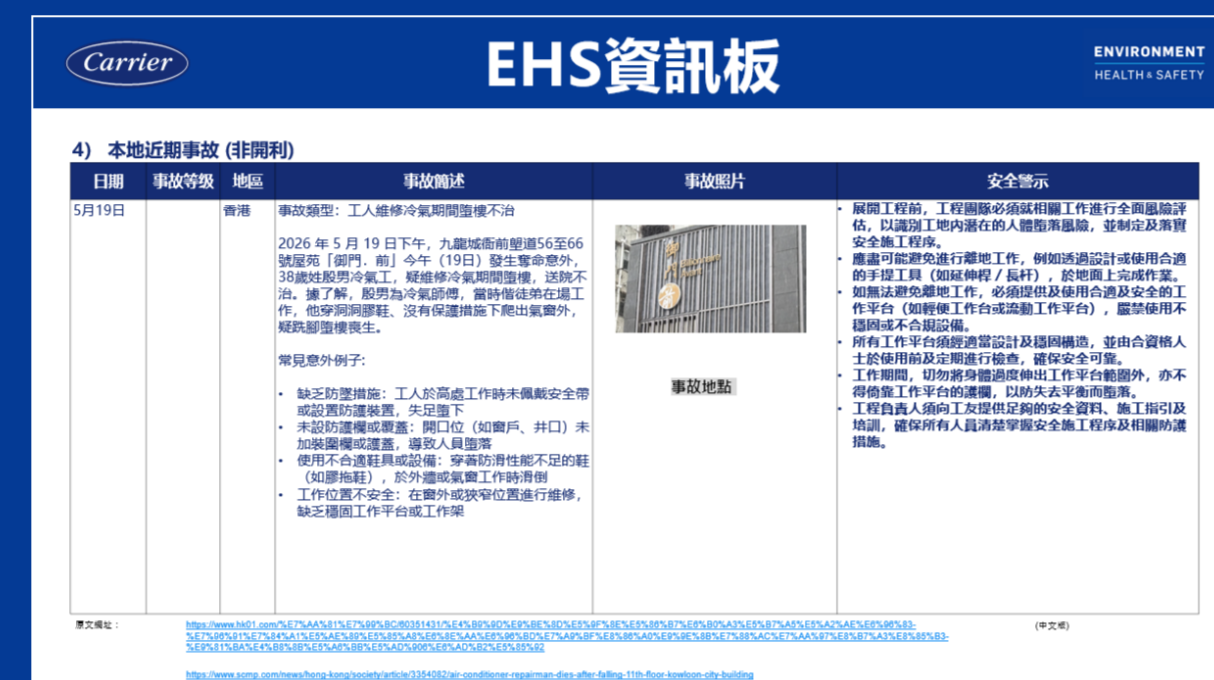 Carrier
EHS資訊板
ENVIRONMENT
HEALTH & SAFETY
4) 本地近期事故 (非開利)
日期 事故等級 地區 事故簡述 事故照片 安全警示
5月19日
香港
事故類型：工人維修冷氣期間墮樓不治
2026 年 5 月 19 日下午，九龍城衙前塱道56至66
號屋苑「御門．前」今午（19日）發生奪命意外，
38歲姓殷男冷氣工，疑維修冷氣期間墮樓，送院不
治。據了解，殷男為冷氣師傅，當時偕徒弟在場工
作，他穿洞洞膠鞋、沒有保護措施下爬出氣窗外，
疑跣腳墮樓喪生。
常見意外例子:
• 缺乏防墜措施：工人於高處工作時未佩戴安全帶
或設置防護裝置，失足墮下
• 未設防護欄或覆蓋：開口位（如窗戶、井口）未
加裝圍欄或護蓋，導致人員墮落
• 使用不合適鞋具或設備：穿著防滑性能不足的鞋
（如膠拖鞋），於外牆或氣窗工作時滑倒
• 工作位置不安全：在窗外或狹窄位置進行維修，
缺乏穩固工作平台或工作架
事故地點
• 展開工程前，工程團隊必須就相關工作進行全面風險評
估，以識別工地內潛在的人體墮落風險，並制定及落實
安全施工程序。
• 應盡可能避免進行離地工作，例如透過設計或使用合適
的手提工具（如延伸桿 / 長杆），於地面上完成作業。
• 如無法避免離地工作，必須提供及使用合適及安全的工
作平台（如輕便工作台或流動工作平台），嚴禁使用不
穩固或不合規設備。
• 所有工作平台須經適當設計及穩固構造，並由合資格人
士於使用前及定期進行檢查，確保安全可靠。
• 工作期間，切勿將身體過度伸出工作平台範圍外，亦不
得倚靠工作平台的護欄，以防失去平衡而墮落。
• 工程負責人須向工友提供足夠的安全資料、施工指引及
培訓，確保所有人員清楚掌握安全施工程序及相關防護
措施。
原文網址：
(中文版)
https://www.scmp.com/news/hong-kong/society/article/3354082/air-conditioner-repairman-dies-after-falling-11th-floor-kowloon-city-building